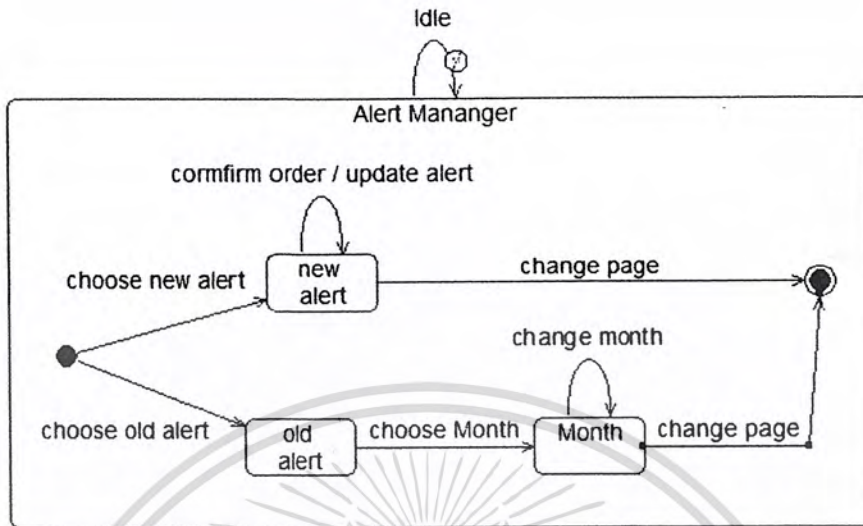 Idle
Alert Mananger
cormfirm order / update alert
choose new alert
new
alert
change page
change month
choose old alert
old
alert
choose Month
Month
change page